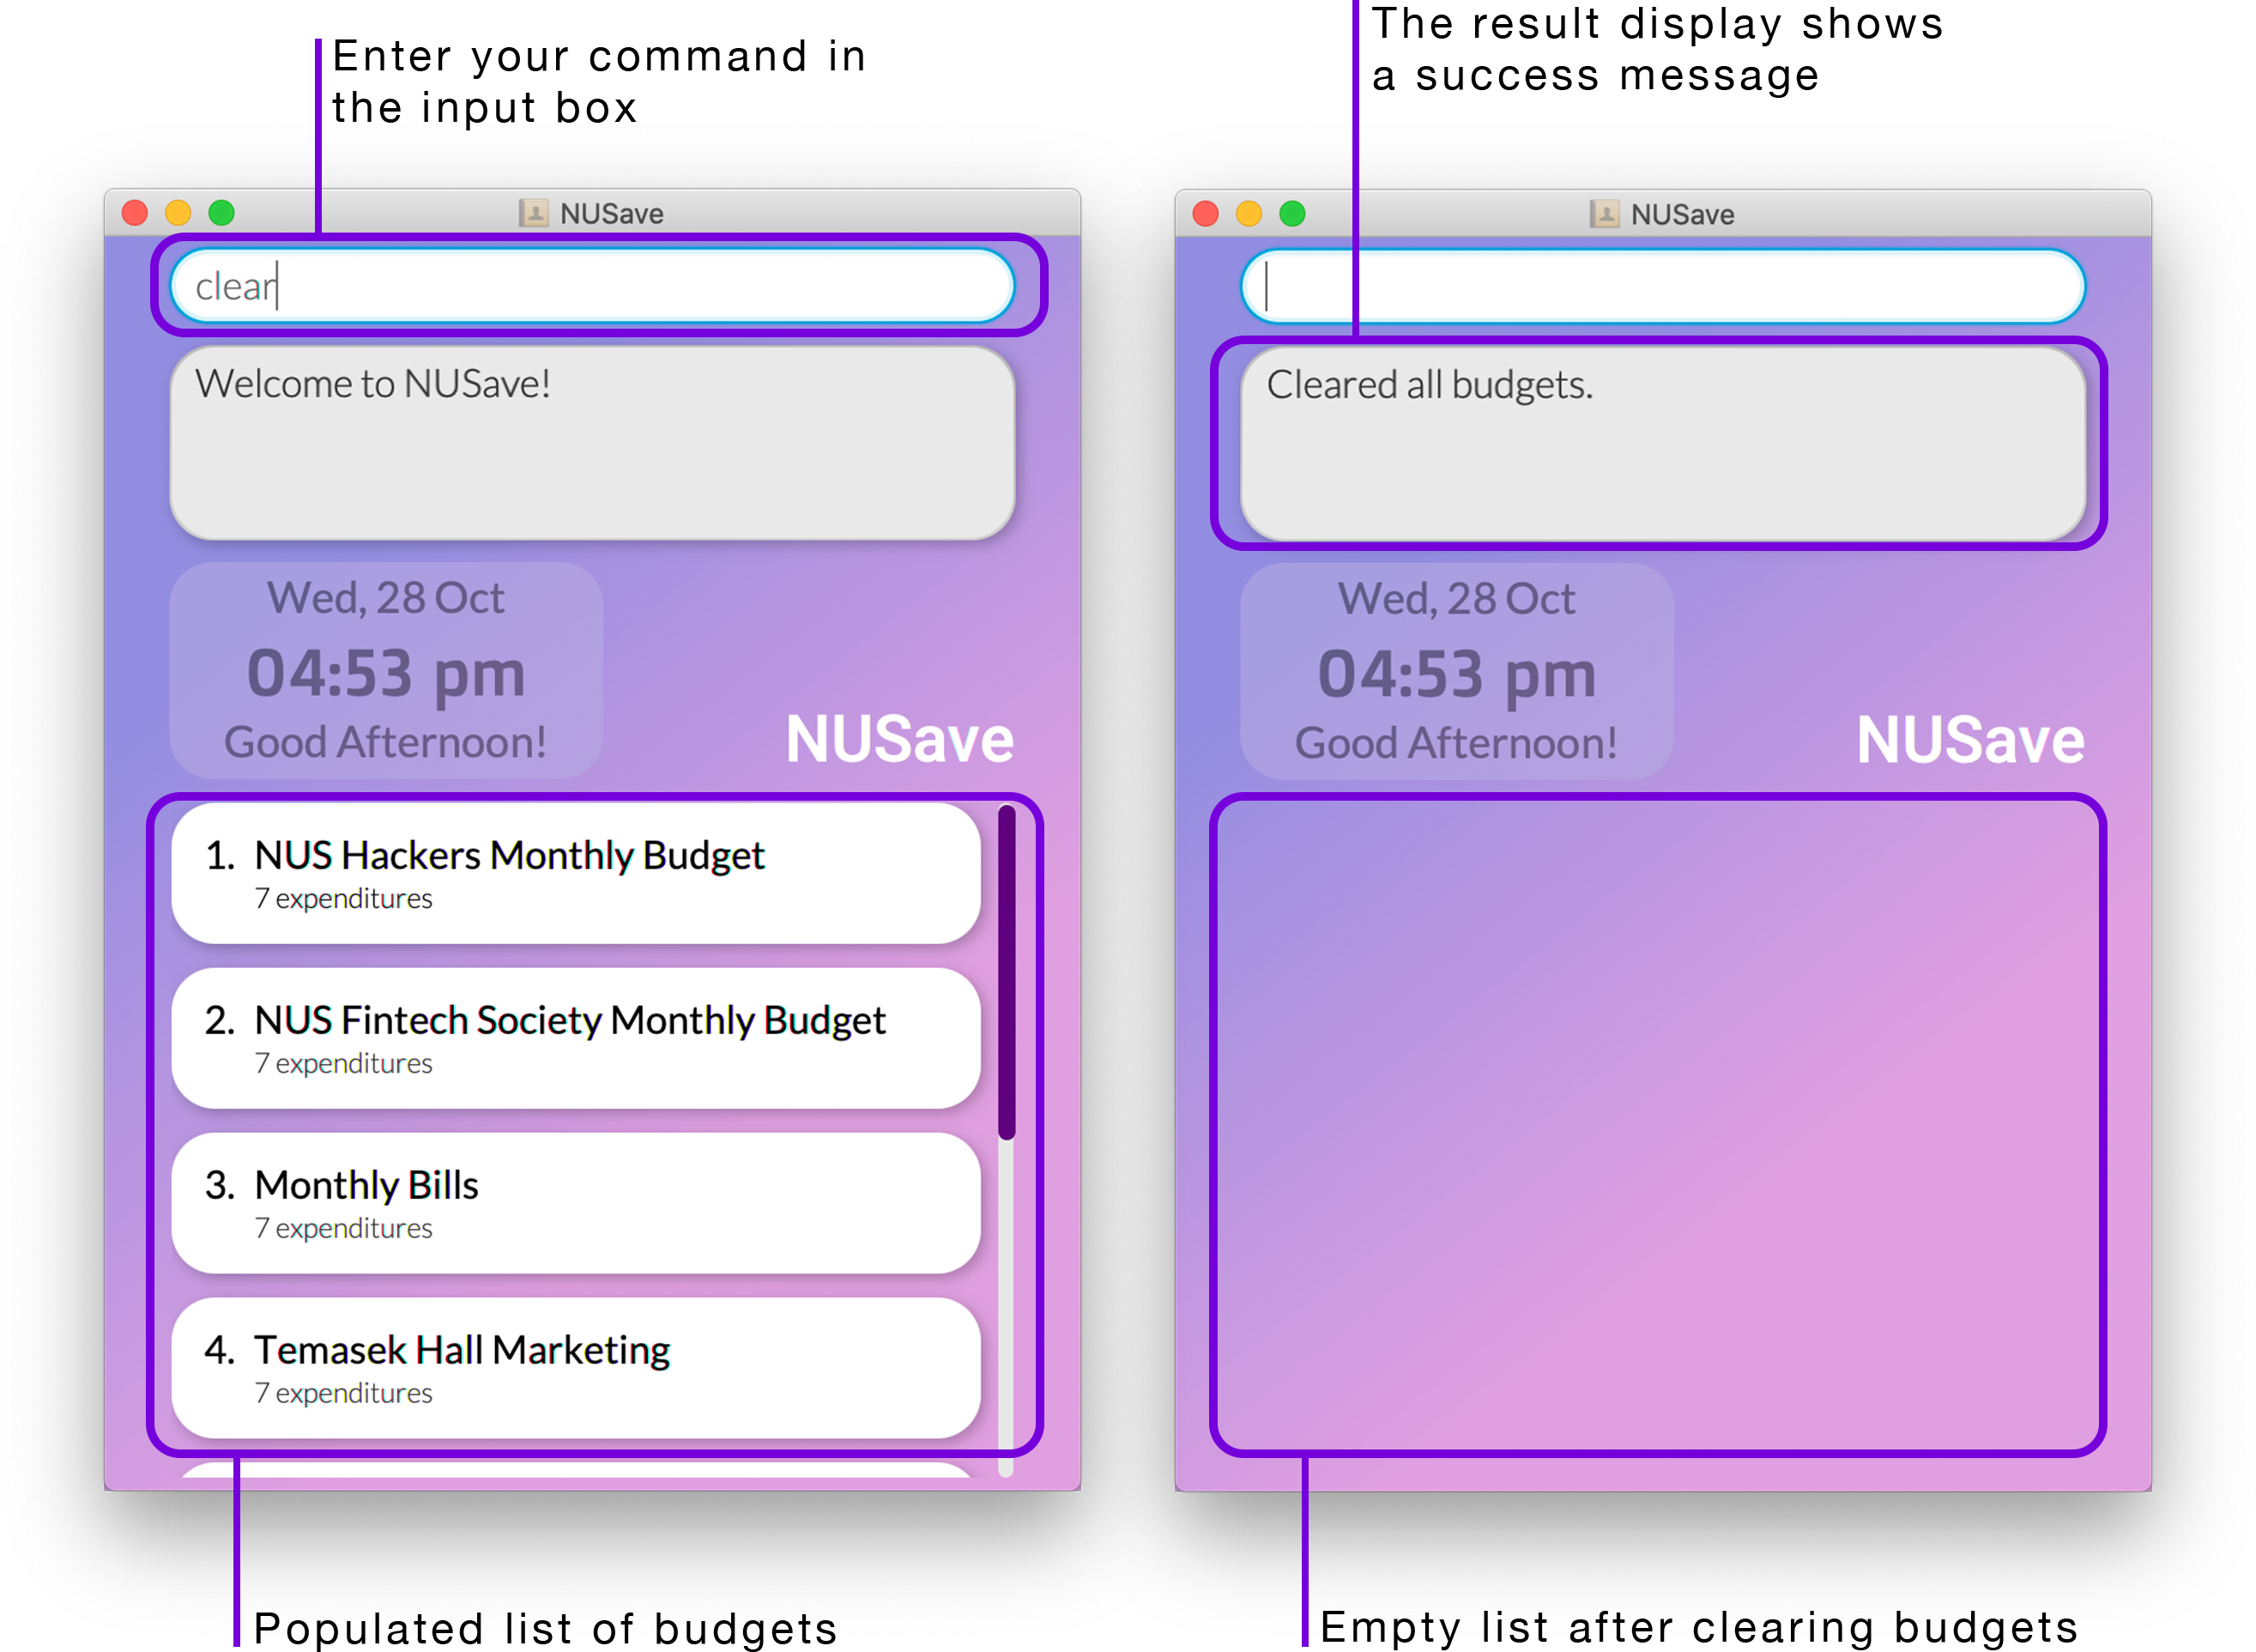 Enter your command in
the input box
NUSave
clear
Welcome to NUSave!
Wed, 28 Oct
04:53 pm
Good Afternoon!
NUSave
1. NUS Hackers Monthly Budget
7 expenditures
2. NUS Fintech Society Monthly Budget
7 expenditures
3. Monthly Bills
7 expenditures
4. Temasek Hall Marketing
7 expenditures
Populated list of budgets
The result display shows
a success message
NUSave
Cleared all budgets.
Wed, 28 Oct
04:53 pm
Good Afternoon!
NUSave
Empty list after clearing budgets